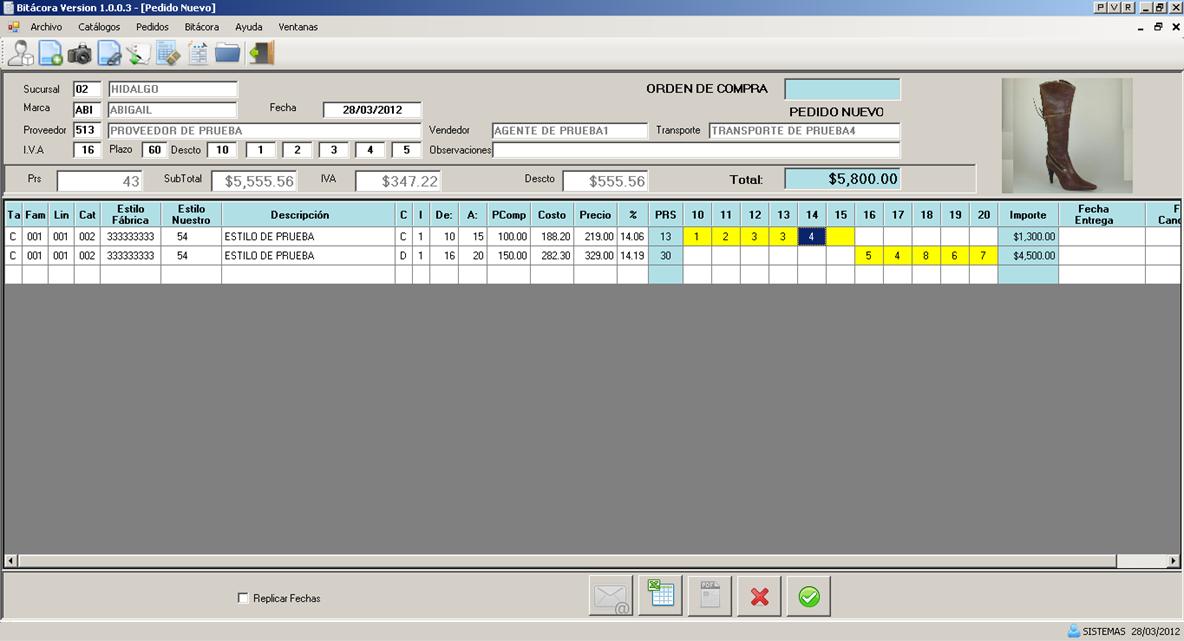 Bitácora Version 1.0.0.3 - [Pedido Nuevo] P V R
Archivo Catálogos Pedidos Bitácora Ayuda Ventanas
Sucursal 02 HIDALGO ORDEN DE COMPRA
Marca ABI ABIGAIL Fecha 28/03/2012 PEDIDO NUEVO
Proveedor 513 PROVEEDOR DE PRUEBA Vendedor AGENTE DE PRUEBA1 Transporte TRANSPORTE DE PRUEBA4
I.V.A 16 Plazo 60 Descto 10 1 2 3 4 5 Observaciones
Prs 43 SubTotal $5,555.56 IVA $347.22 Descto $555.56 Total: $5,800.00
Ta Fam Lin Cat Estilo Fábrica Estilo Nuestro Descripción C I De: A: PComp Costo Precio % PRS 10 11 12 13 14 15 16 17 18 19 20 Importe Fecha Entrega F Canc
C 001 001 002 333333333 54 ESTILO DE PRUEBA C 1 10 15 100.00 188.20 219.00 14.06 13 1 2 3 3 4 $1,300.00
C 001 001 002 333333333 54 ESTILO DE PRUEBA D 1 16 20 150.00 282.30 329.00 14.19 30 5 4 8 6 7 $4,500.00
Replicar Fechas
SISTEMAS 28/03/2012